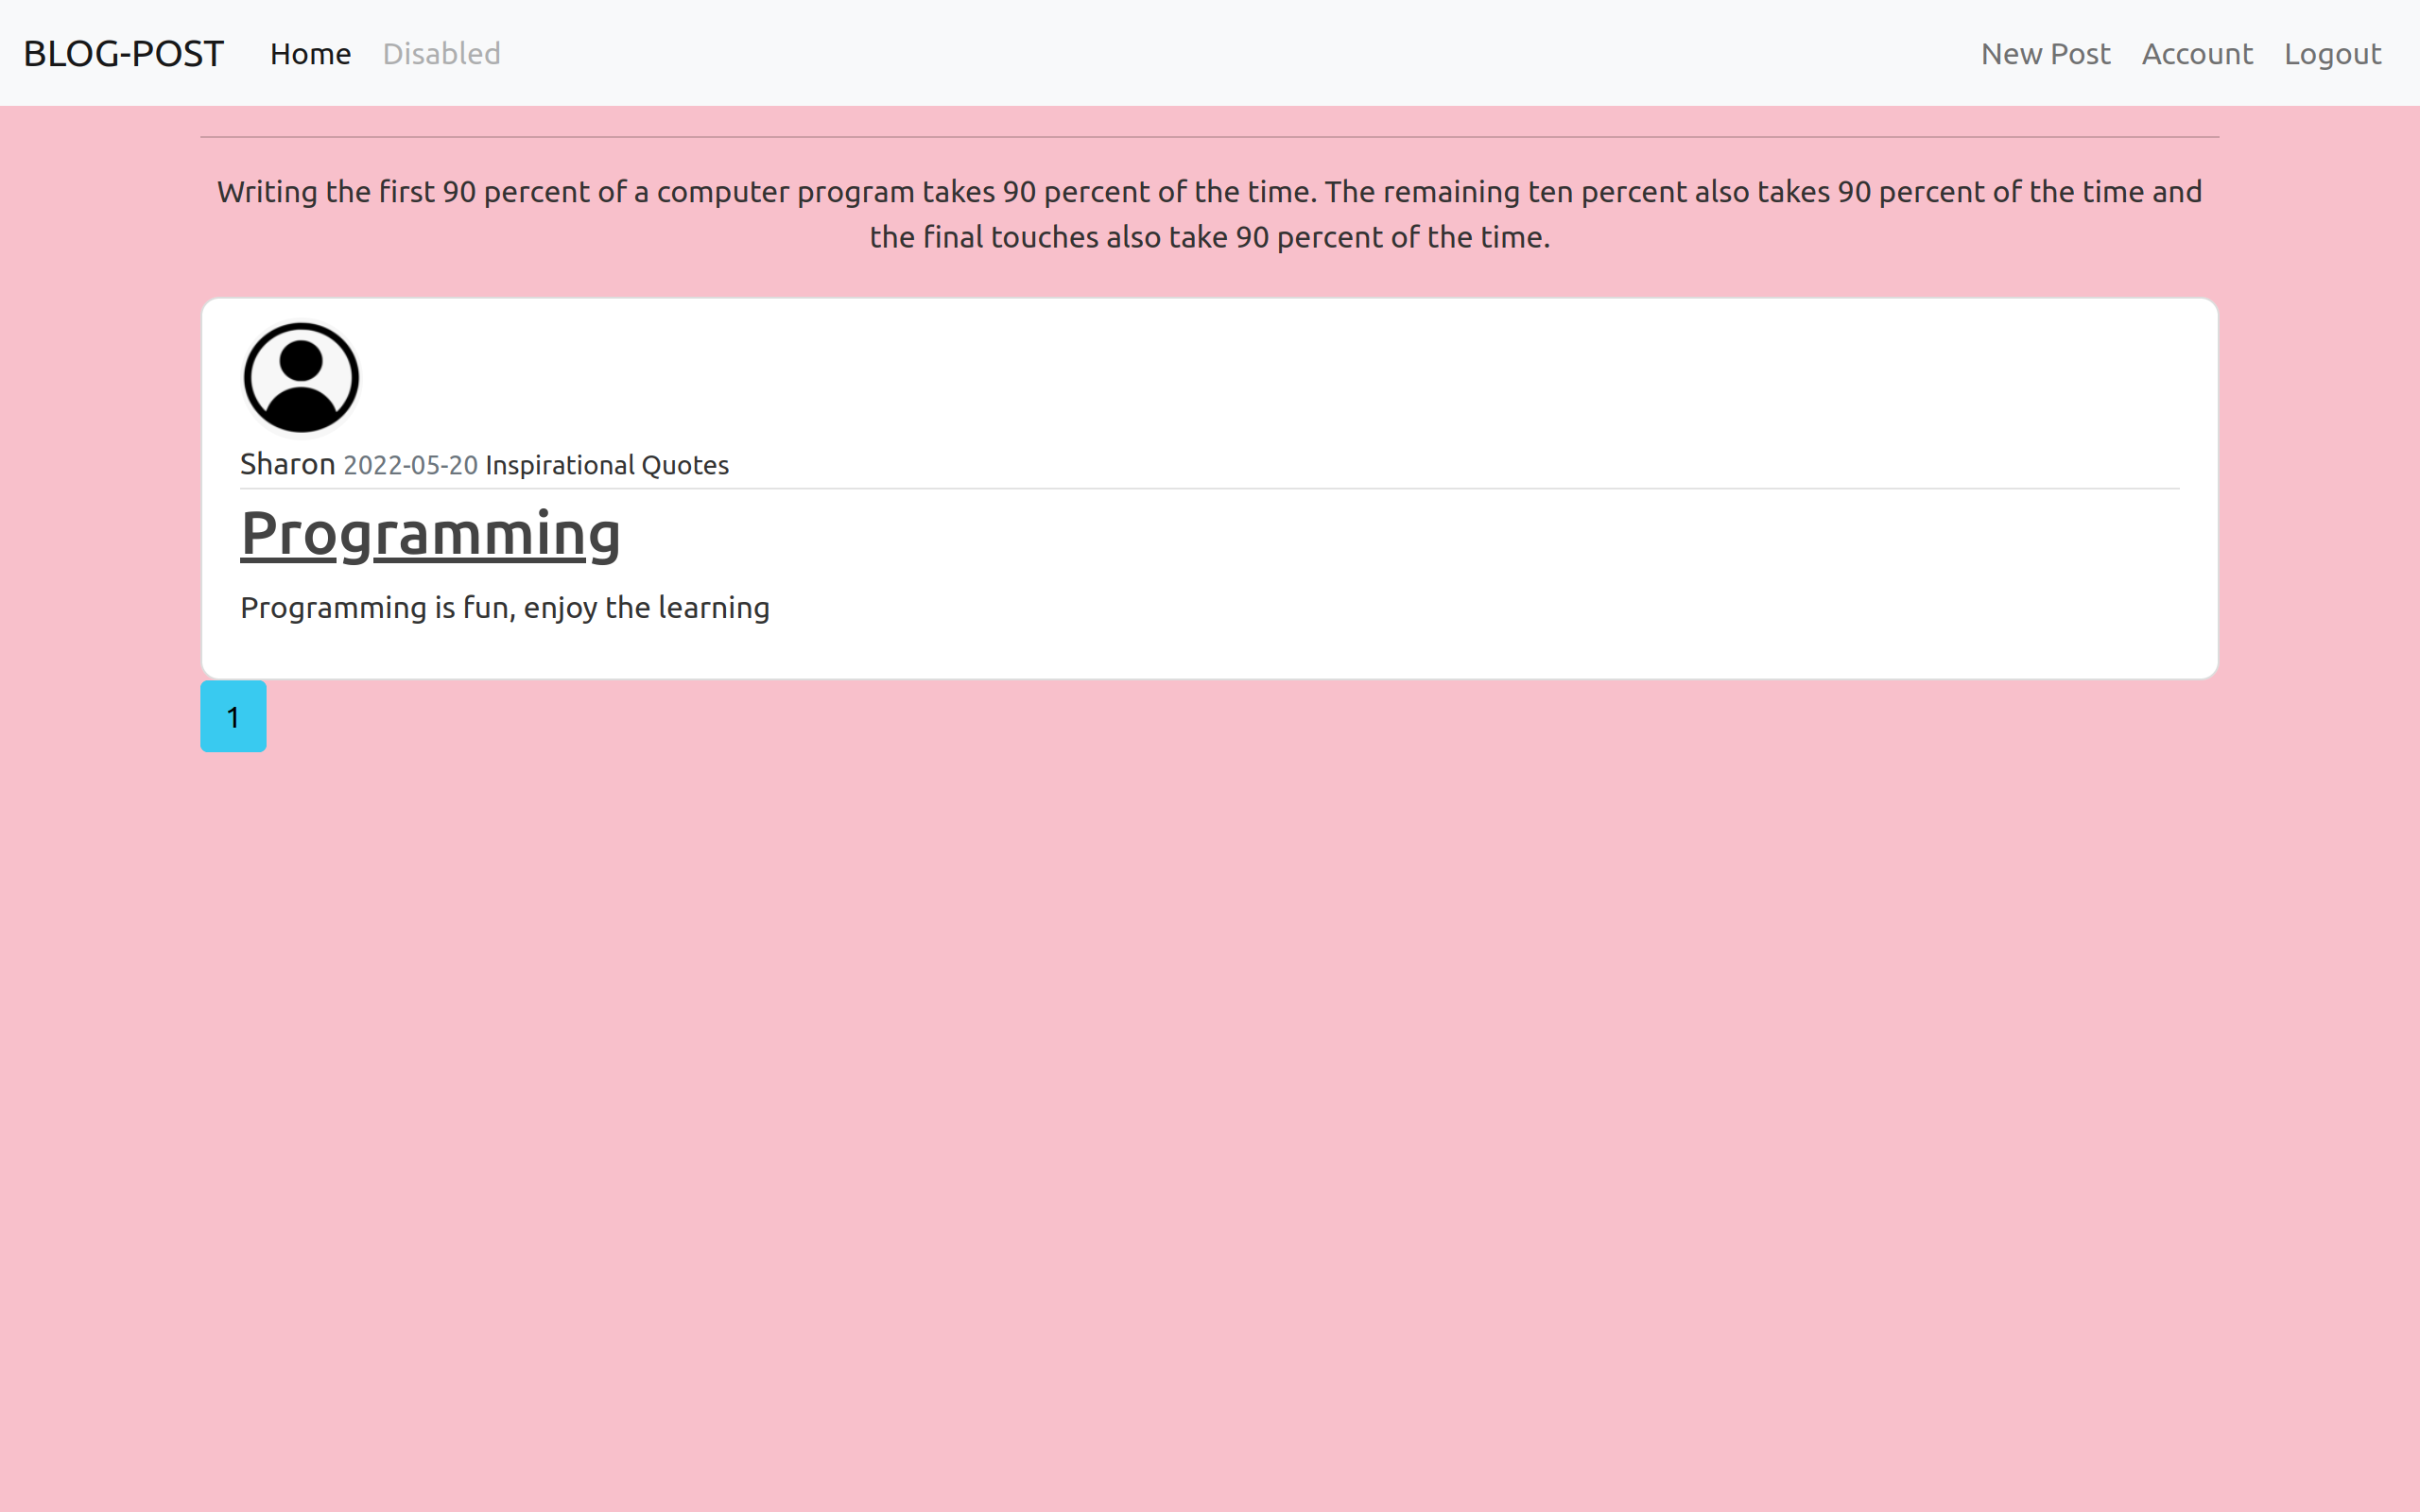 BLOG-POST Home Disabled New Post Account Logout
Writing the first 90 percent of a computer program takes 90 percent of the time. The remaining ten percent also takes 90 percent of the time and
the final touches also take 90 percent of the time.
Sharon 2022-05-20 Inspirational Quotes
Programming
Programming is fun, enjoy the learning
1